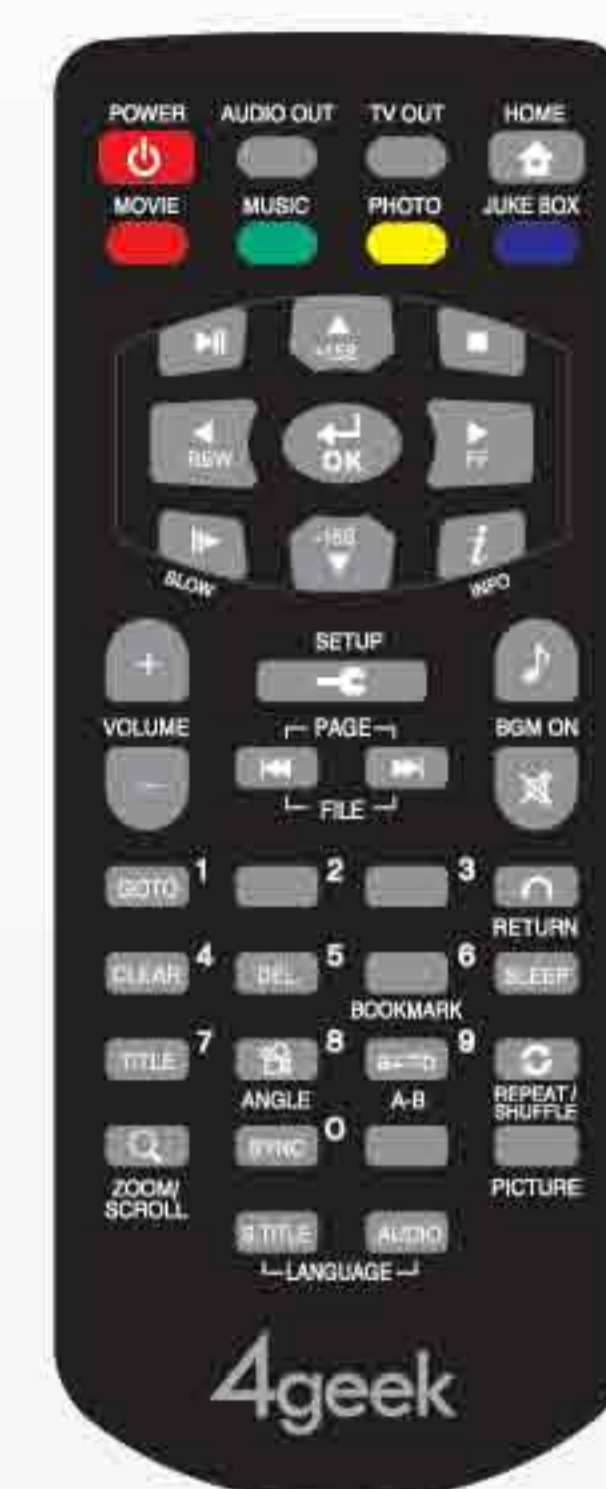 POWER AUDIO OUT TV OUT HOME
MOVIE MUSIC PHOTO JUKE BOX
REW OK FF
SLOW INFO
SETUP
VOLUME PAGE BGM ON
FILE
GOTO 1 2 3
RETURN
CLEAR 4 DEL 5 6 SLEEP
BOOKMARK
TITLE 7 8 9
ANGLE A-B REPEAT/
SHUFFLE
SYNC 0
ZOOM/
SCROLL PICTURE
S.TITLE AUDIO
LANGUAGE
4geek